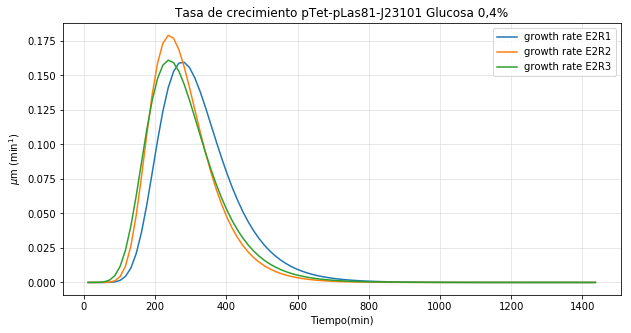 Tasa de crecimiento pTet-pLas81-J23101 Glucosa 0,4%
growth rate E2R1
growth rate E2R2
growth rate E2R3
0.175
0.150
0.125
0.100
0.075
0.050
0.025
0.000
μm (min¹)
0 200 400 600 800 1000 1200 1400
Tiempo(min)